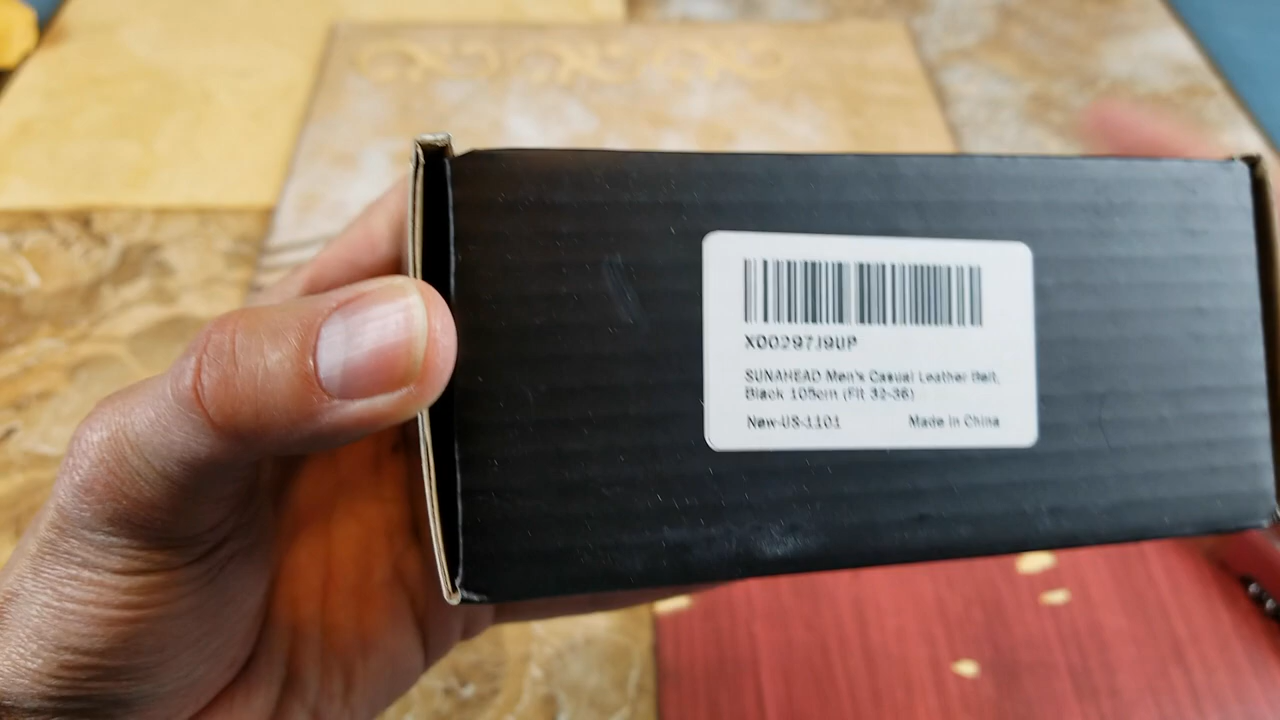 X00297J9UP
SUNAHEAD Men's Casual Leather Belt,
Black 105cm (Fit 32-36)
New-US-1101
Made in China